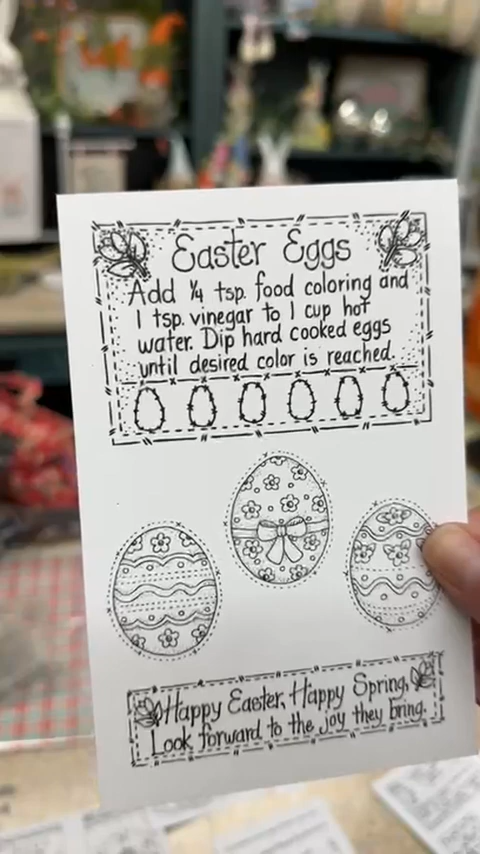 Easter Eggs
Add ¼ tsp. food coloring and
1 tsp. vinegar to 1 cup hot
water. Dip hard cooked eggs
until desired color is reached.
Happy Easter, Happy Spring,
Look forward to the joy they bring.